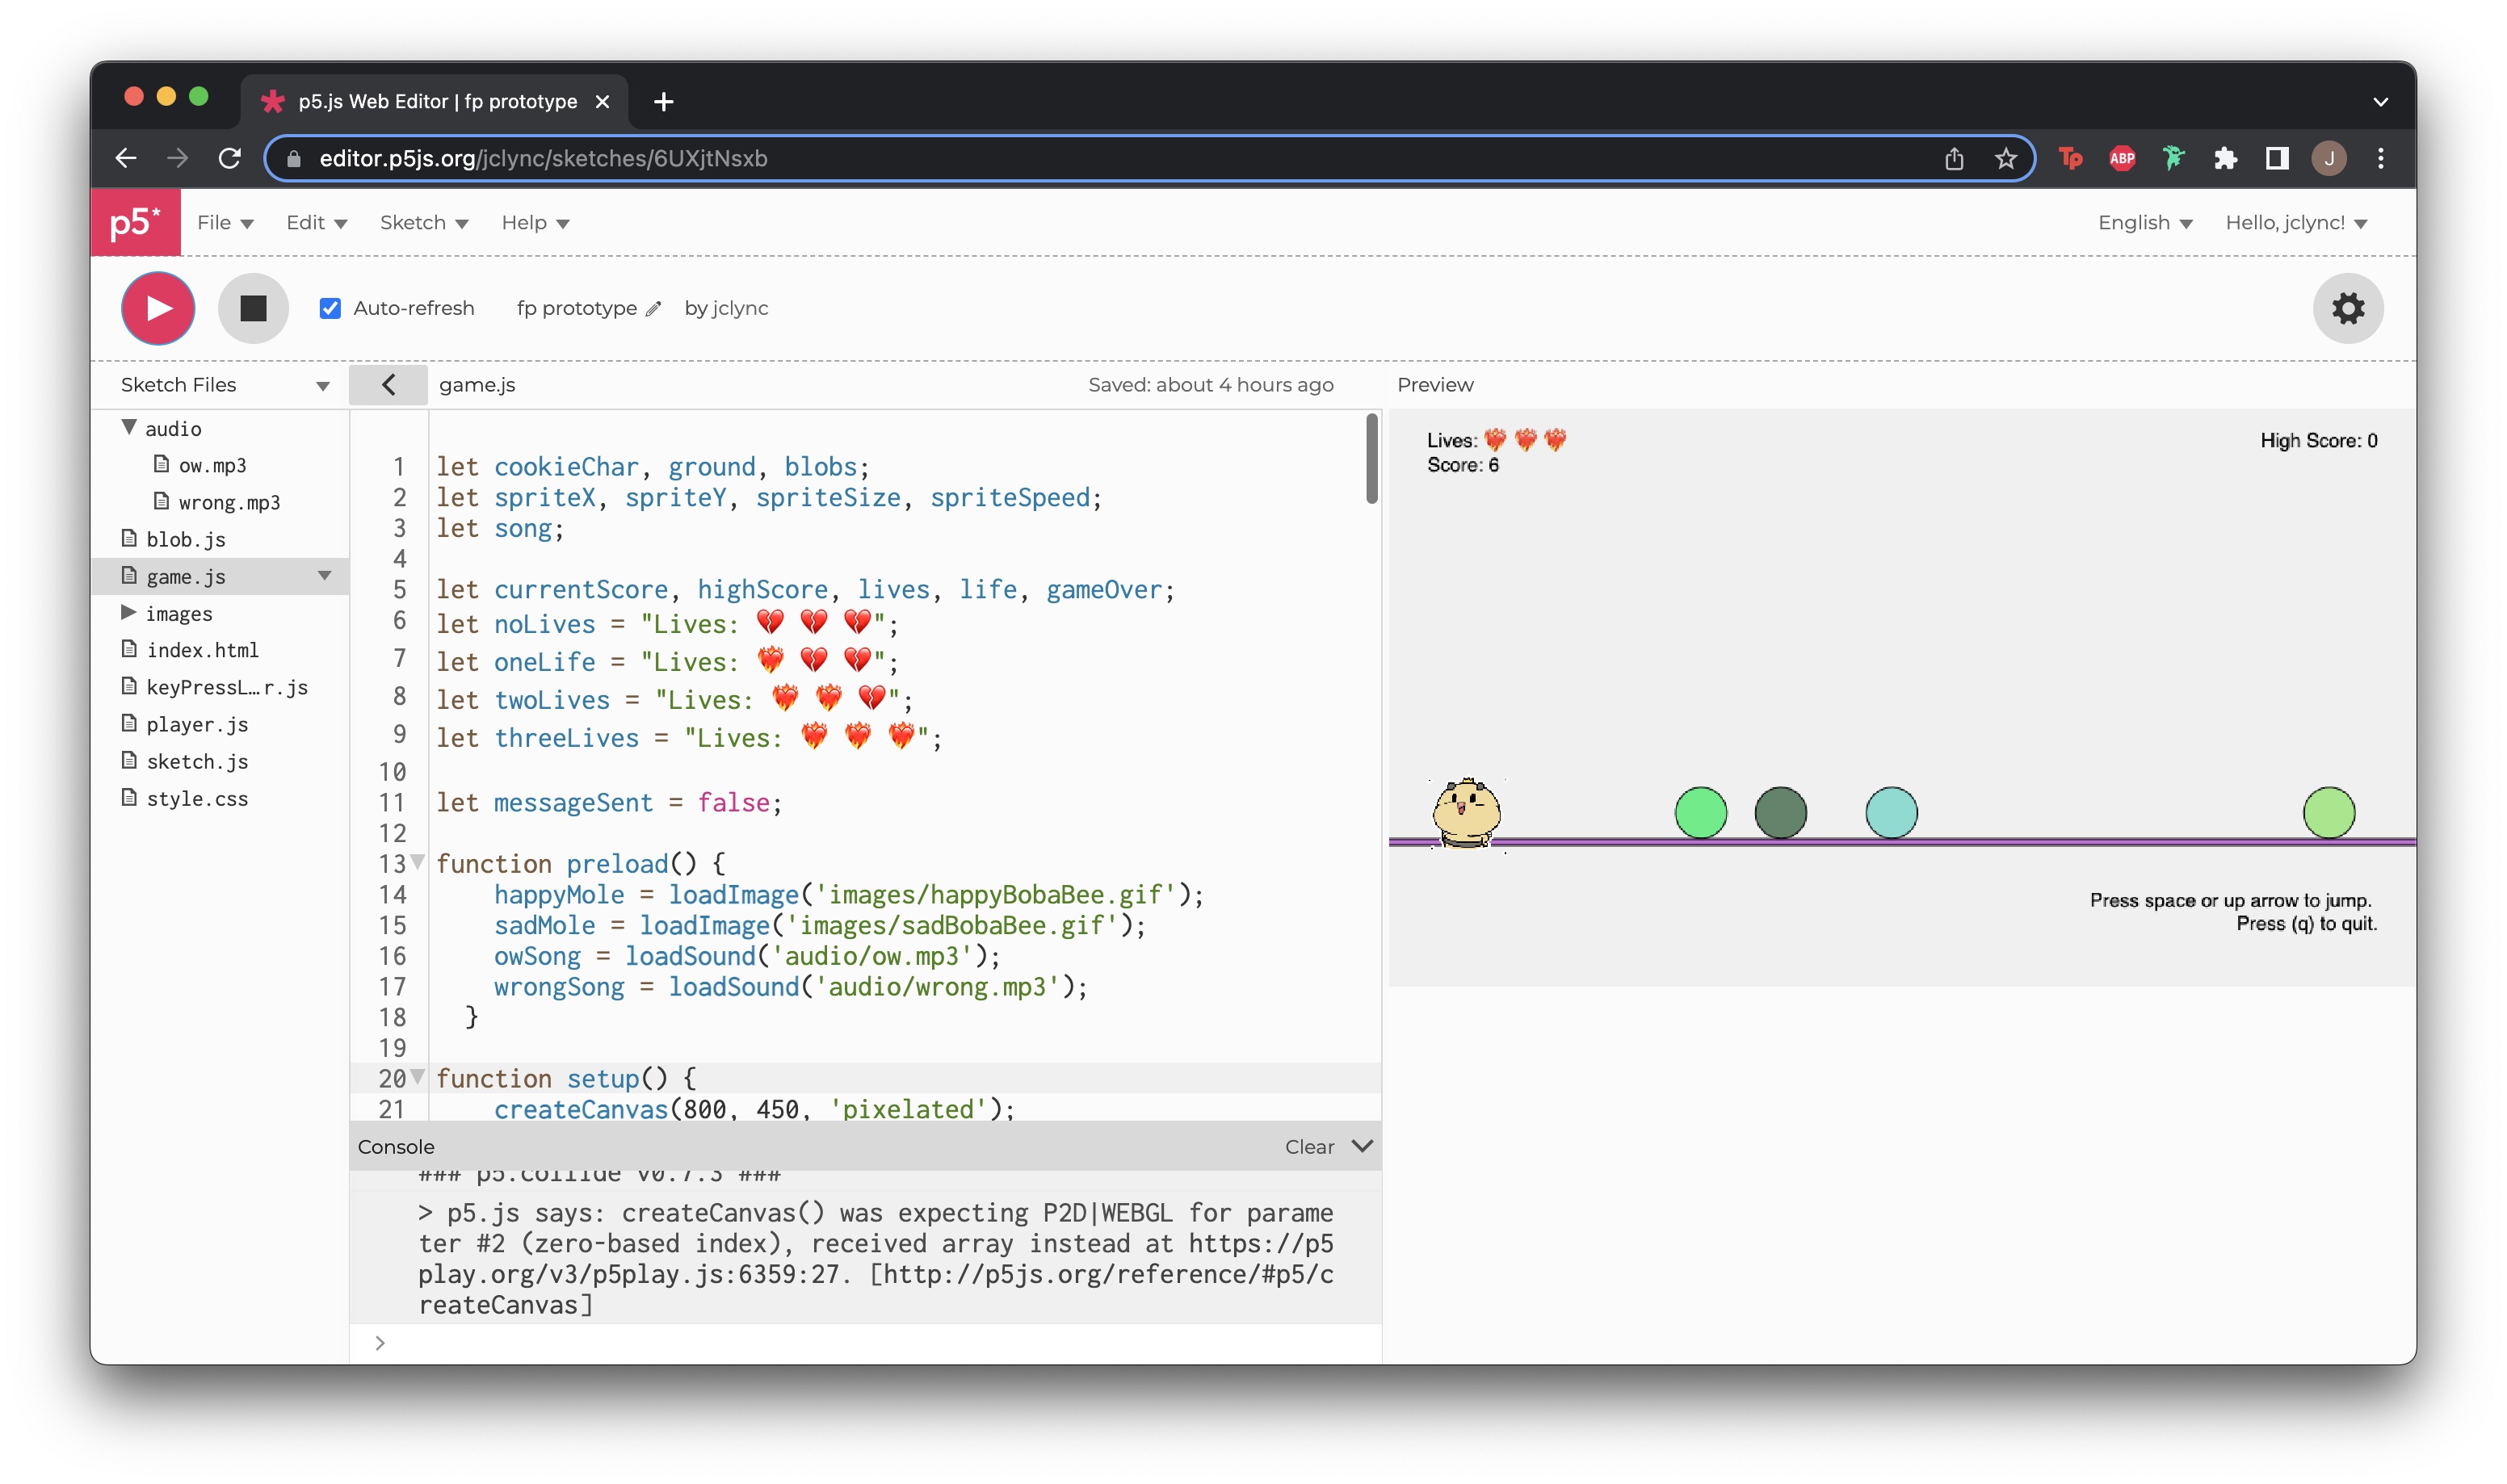 p5.js Web Editor | fp prototype
editor.p5js.org/jclync/sketches/6UXjtNsxb
Tp
ABP
J
p5*
File
Edit
Sketch
Help
English
Hello, jclync!
Auto-refresh
fp prototype
by jclync
Sketch Files
game.js
Saved: about 4 hours ago
Preview
audio
ow.mp3
wrong.mp3
blob.js
game.js
images
index.html
keyPressL…r.js
player.js
sketch.js
style.css
1 let cookieChar, ground, blobs;
2 let spriteX, spriteY, spriteSize, spriteSpeed;
3 let song;
4
5 let currentScore, highScore, lives, life, gameOver;
6 let noLives = "Lives: 💔 💔 💔";
7 let oneLife = "Lives: ❤️‍🔥 💔 💔";
8 let twoLives = "Lives: ❤️‍🔥 ❤️‍🔥 💔";
9 let threeLives = "Lives: ❤️‍🔥 ❤️‍🔥 ❤️‍🔥";
10
11 let messageSent = false;
12
13 function preload() {
14 happyMole = loadImage('images/happyBobaBee.gif');
15 sadMole = loadImage('images/sadBobaBee.gif');
16 owSong = loadSound('audio/ow.mp3');
17 wrongSong = loadSound('audio/wrong.mp3');
18 }
19
20 function setup() {
21 createCanvas(800, 450, 'pixelated');
Console
Clear
### p5.collide v0.7.3 ###
> p5.js says: createCanvas() was expecting P2D|WEBGL for parame
ter #2 (zero-based index), received array instead at https://p5
play.org/v3/p5play.js:6359:27. [http://p5js.org/reference/#p5/c
reateCanvas]
>
Lives: ❤️‍🔥 ❤️‍🔥 ❤️‍🔥
Score: 6
High Score: 0
Press space or up arrow to jump.
Press (q) to quit.